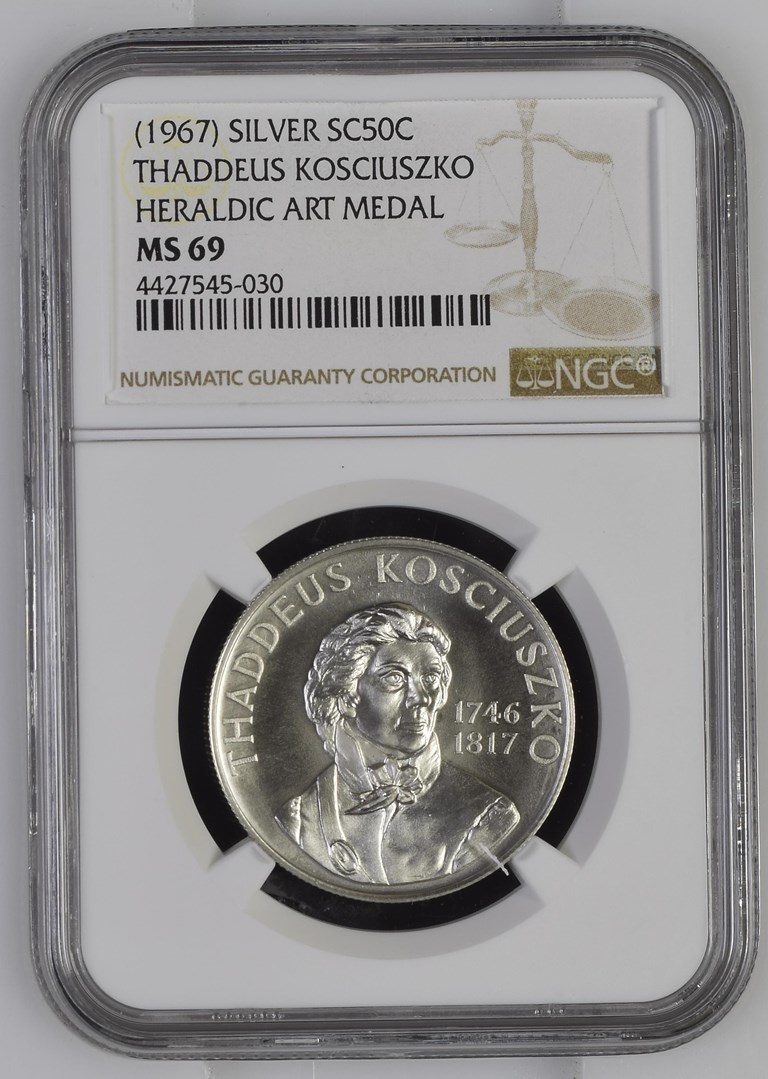 (1967) SILVER SC50C
THADDEUS KOSCIUSZKO
HERALDIC ART MEDAL
MS 69
4427545-030
NUMISMATIC GUARANTY CORPORATION
NGC®
THADDEUS KOSCIUSZKO
1746
1817